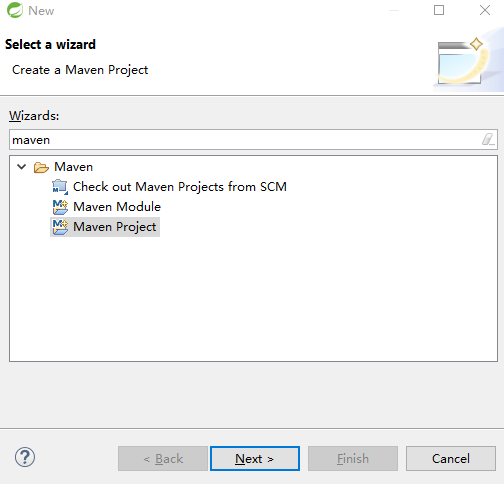 New
Select a wizard
Create a Maven Project
Wizards:
maven
Maven
Check out Maven Projects from SCM
Maven Module
Maven Project
? < Back Next > Finish Cancel